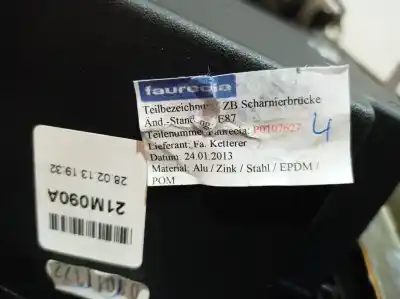 faurecia
Teilbezeichnung: ZB Scharnierbrücke
Änd.-Stand E87
Teilenummer Faurecia: P0107627
Lieferant: Fa. Ketterer
Datum: 24.01.2013
Material: Alu / Zink / Stahl / EPDM /
POM
4
21M090A
28.02.13 19:32